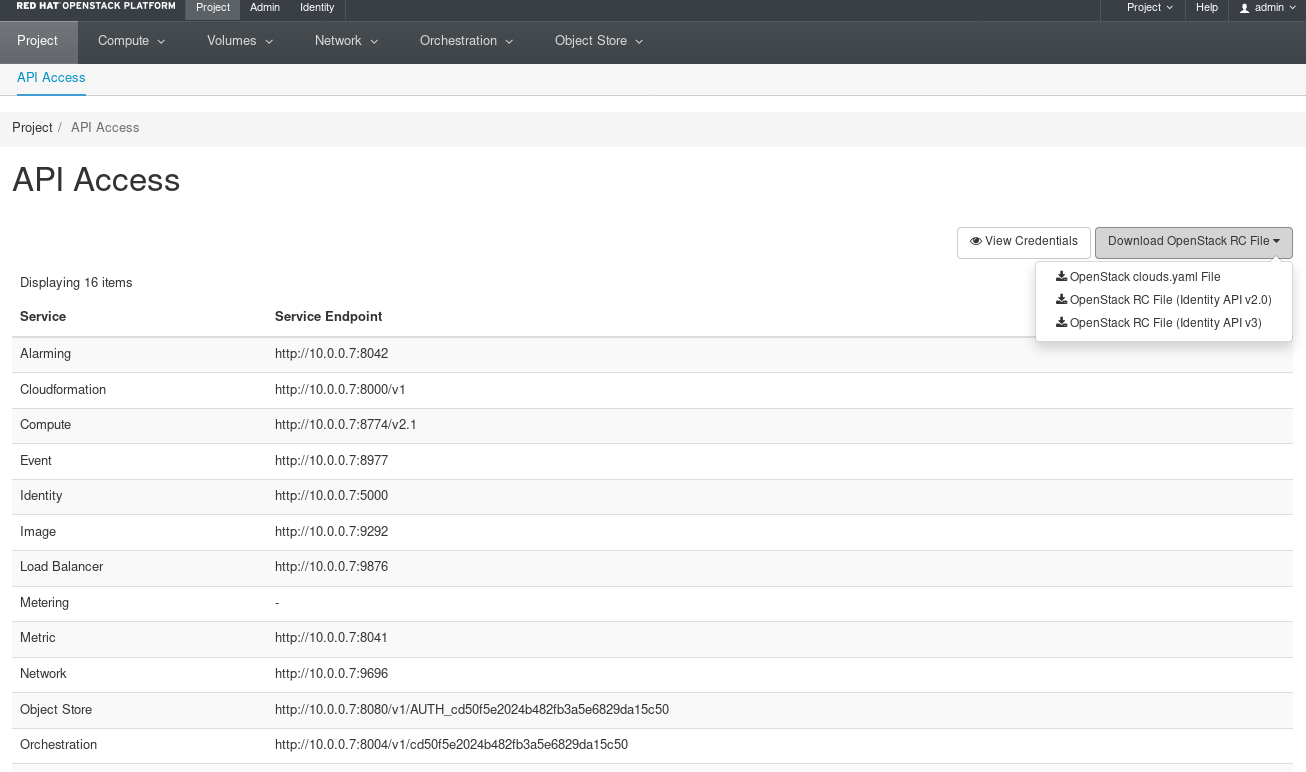 RED HAT OPENSTACK PLATFORM Project Admin Identity Project Help admin
Project Compute Volumes Network Orchestration Object Store
API Access
Project / API Access
API Access
View Credentials Download OpenStack RC File
OpenStack clouds.yaml File
OpenStack RC File (Identity API v2.0)
OpenStack RC File (Identity API v3)
Displaying 16 items
Service Service Endpoint
Alarming http://10.0.0.7:8042
Cloudformation http://10.0.0.7:8000/v1
Compute http://10.0.0.7:8774/v2.1
Event http://10.0.0.7:8977
Identity http://10.0.0.7:5000
Image http://10.0.0.7:9292
Load Balancer http://10.0.0.7:9876
Metering -
Metric http://10.0.0.7:8041
Network http://10.0.0.7:9696
Object Store http://10.0.0.7:8080/v1/AUTH_cd50f5e2024b482fb3a5e6829da15c50
Orchestration http://10.0.0.7:8004/v1/cd50f5e2024b482fb3a5e6829da15c50